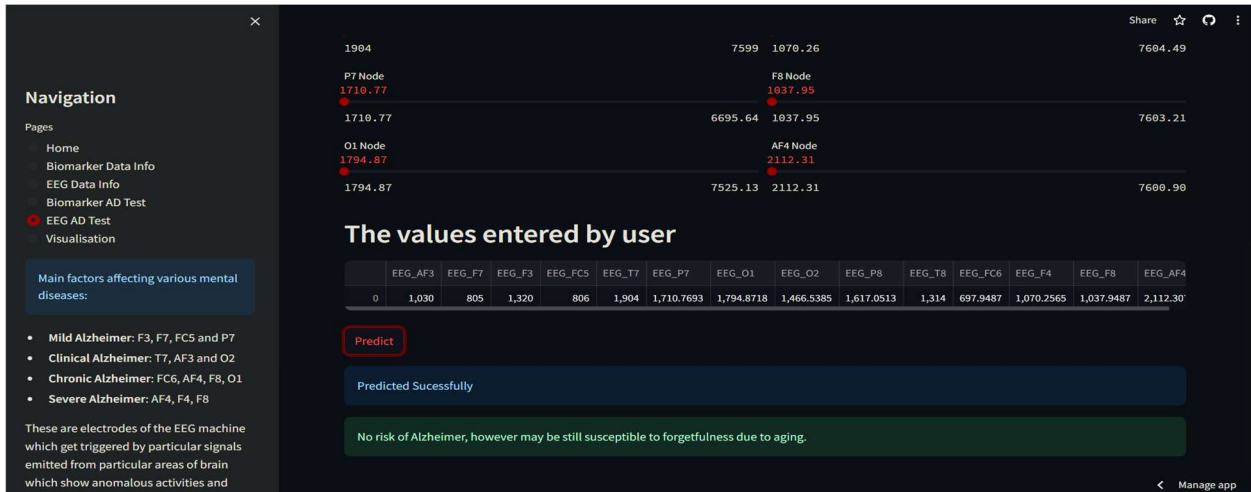 Share
1904 7599 1070.26 7604.49
P7 Node F8 Node
1710.77 1037.95
1710.77 6695.64 1037.95 7603.21
O1 Node AF4 Node
1794.87 2112.31
1794.87 7525.13 2112.31 7600.90
Navigation
Pages
Home
Biomarker Data Info
EEG Data Info
Biomarker AD Test
EEG AD Test
Visualisation
Main factors affecting various mental
diseases:
Mild Alzheimer: F3, F7, FC5 and P7
Clinical Alzheimer: T7, AF3 and O2
Chronic Alzheimer: FC6, AF4, F8, O1
Severe Alzheimer: AF4, F4, F8
These are electrodes of the EEG machine
which get triggered by particular signals
emitted from particular areas of brain
which show anomalous activities and
The values entered by user
EEG_AF3 EEG_F7 EEG_F3 EEG_FC5 EEG_T7 EEG_P7 EEG_O1 EEG_O2 EEG_P8 EEG_T8 EEG_FC6 EEG_F4 EEG_F8 EEG_AF4
0 1,030 805 1,320 806 1,904 1,710.7693 1,794.8718 1,466.5385 1,617.0513 1,314 697.9487 1,070.2565 1,037.9487 2,112.30
Predict
Predicted Sucessfully
No risk of Alzheimer, however may be still susceptible to forgetfulness due to aging.
Manage app